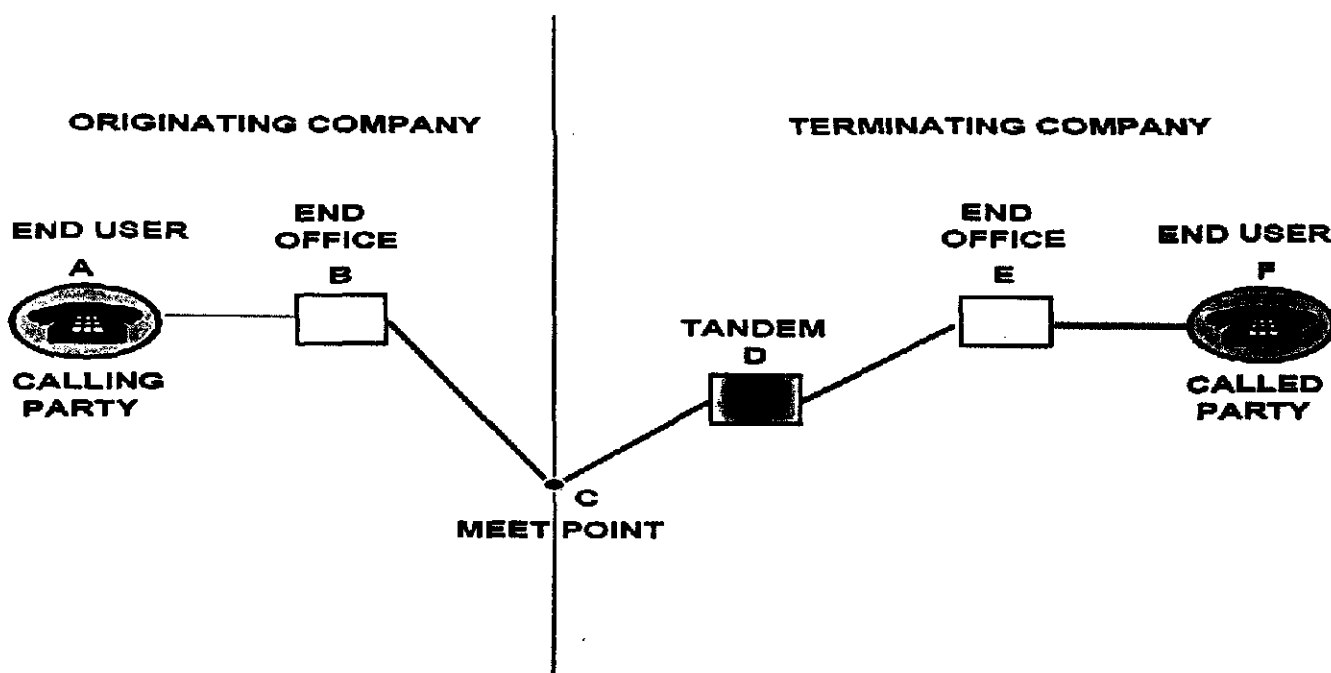 ORIGINATING COMPANY
TERMINATING COMPANY
END USER
A
CALLING
PARTY
END
OFFICE
B
C
MEET POINT
TANDEM
D
END
OFFICE
E
END USER
F
CALLED
PARTY